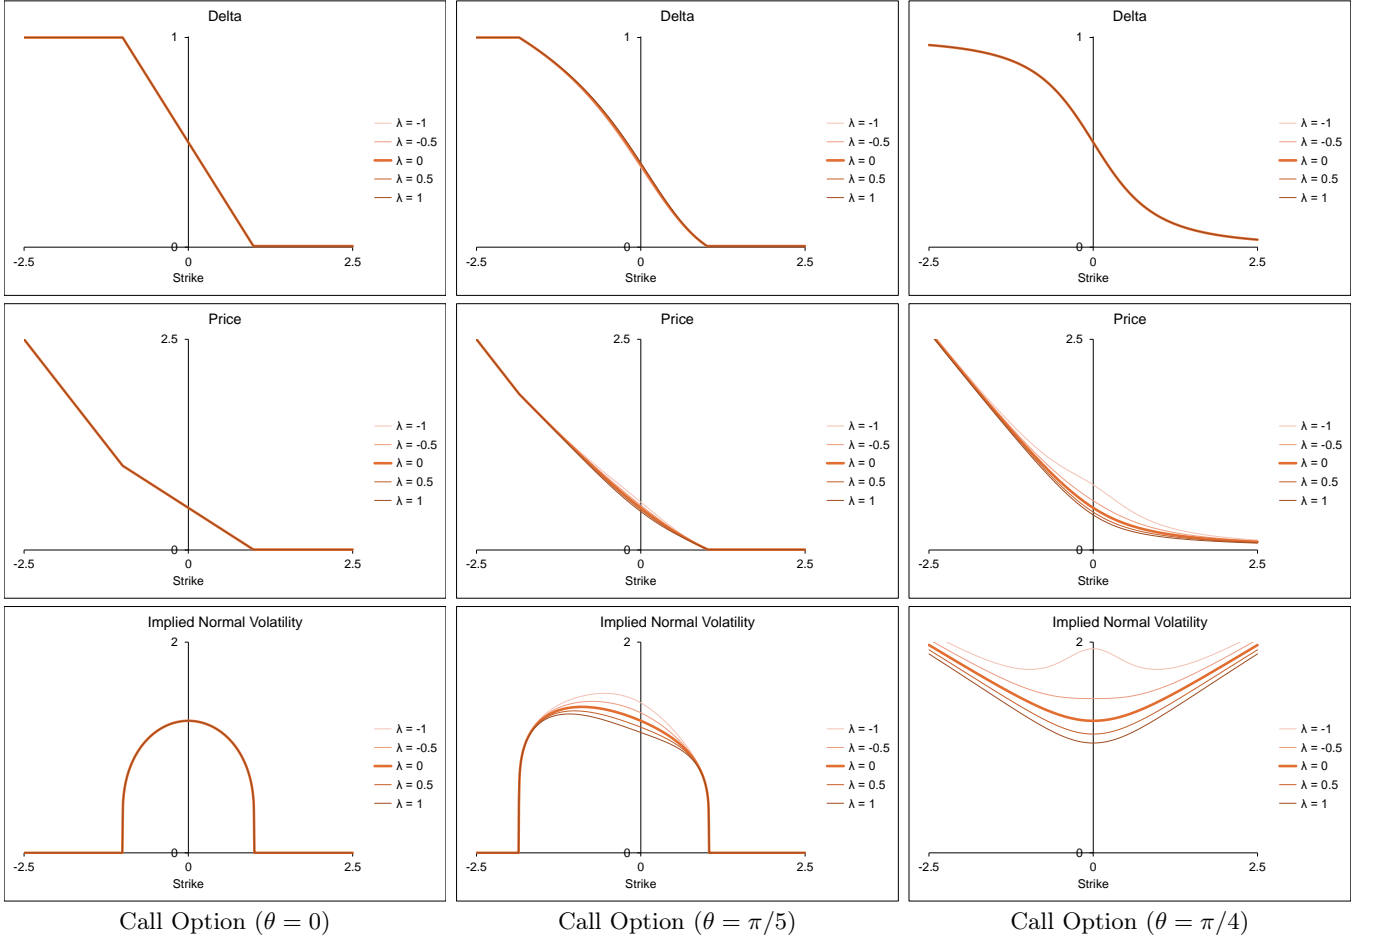 Delta
1
0
-2.5
0
2.5
Strike
λ = -1
λ = -0.5
λ = 0
λ = 0.5
λ = 1
Delta
1
0
-2.5
0
2.5
Strike
λ = -1
λ = -0.5
λ = 0
λ = 0.5
λ = 1
Delta
1
0
-2.5
0
2.5
Strike
λ = -1
λ = -0.5
λ = 0
λ = 0.5
λ = 1
Price
2.5
0
-2.5
0
2.5
Strike
λ = -1
λ = -0.5
λ = 0
λ = 0.5
λ = 1
Price
2.5
0
-2.5
0
2.5
Strike
λ = -1
λ = -0.5
λ = 0
λ = 0.5
λ = 1
Price
2.5
0
-2.5
0
2.5
Strike
λ = -1
λ = -0.5
λ = 0
λ = 0.5
λ = 1
Implied Normal Volatility
2
0
-2.5
0
2.5
Strike
λ = -1
λ = -0.5
λ = 0
λ = 0.5
λ = 1
Implied Normal Volatility
2
0
-2.5
0
2.5
Strike
λ = -1
λ = -0.5
λ = 0
λ = 0.5
λ = 1
Implied Normal Volatility
2
0
-2.5
0
2.5
Strike
λ = -1
λ = -0.5
λ = 0
λ = 0.5
λ = 1
Call Option (θ = 0)
Call Option (θ = π/5)
Call Option (θ = π/4)